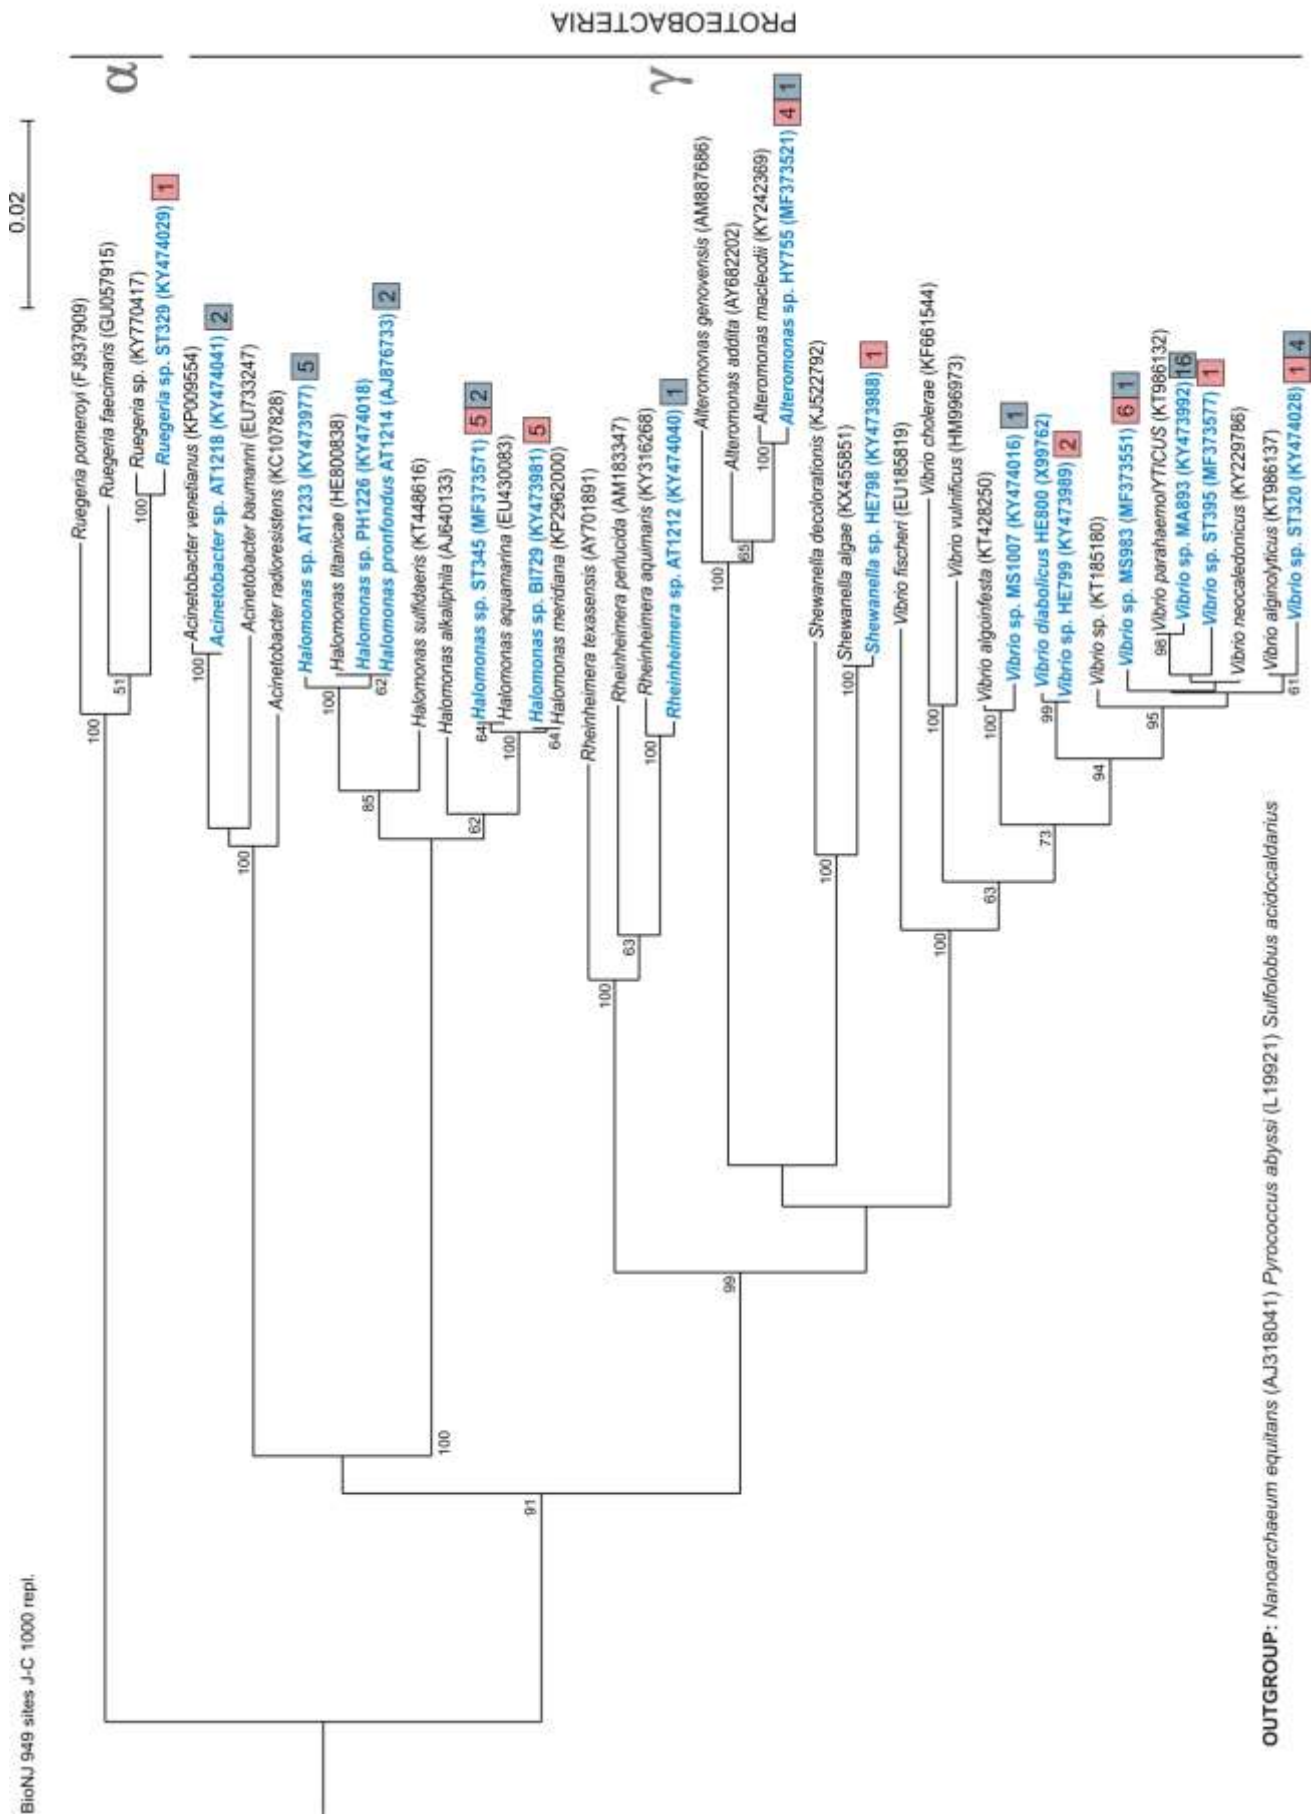 BioNJ 949 sites J-C 1000 repl.
0.02
PROTEOBACTERIA
α
γ
100
Ruegeria pomeroyi (FJ937909)
51
Ruegeria faecimaris (GU057915)
100
Ruegeria sp. (KY770417)
Ruegeria sp. ST329 (KY474029) 1
91
100
100
Acinetobacter venetianus (KP009554)
Acinetobacter sp. AT1218 (KY474041) 2
Acinetobacter baumanni (EU733247)
Acinetobacter radioresistens (KC107828)
100
85
100
Halomonas sp. AT1233 (KY473977) 5
Halomonas titanicae (HE800838)
62
Halomonas sp. PH1226 (KY474018)
Halomonas pronfondus AT1214 (AJ876733) 2
Halomonas sulfidaeris (KT448616)
62
Halomonas alkaliphila (AJ640133)
100
64
Halomonas sp. ST345 (MF373571) 5 2
Halomonas aquamarina (EU430083)
64
Halomonas sp. BI729 (KY473981) 5
Halomonas meridiana (KP2962000)
99
100
Rheinheimera texasensis (AY701891)
63
Rheinheimera perlucida (AM183347)
100
Rheinheimera aquimaris (KY316268)
Rheinheimera sp. AT1212 (KY474040) 1
100
Alteromonas genovensis (AM887686)
65
Alteromonas addita (AY682202)
100
Alteromonas macleodii (KY242369)
Alteromonas sp. HY755 (MF373521) 4 1
100
Shewanella decolorationis (KJ522792)
100
Shewanella algae (KX455851)
Shewanella sp. HE798 (KY473988) 1
100
Vibrio fischeri (EU185819)
63
100
Vibrio cholerae (KF661544)
Vibrio vulnificus (HM996973)
73
100
Vibrio algoinfesta (KT428250)
Vibrio sp. MS1007 (KY474016) 1
94
99
Vibrio diabolicus HE800 (X99762)
Vibrio sp. HE799 (KY473989) 2
95
Vibrio sp. (KT185180)
Vibrio sp. MS983 (MF373551) 6 1
98
Vibrio parahaemolYTICUS (KT986132)
Vibrio sp. MA893 (KY473992) 16
Vibrio sp. ST395 (MF373577) 1
Vibrio neocaledonicus (KY229786)
61
Vibrio alginolyticus (KT986137)
Vibrio sp. ST320 (KY474028) 1 4
OUTGROUP: Nanoarchaeum equitans (AJ318041) Pyrococcus abyssi (L19921) Sulfolobus acidocaldarius